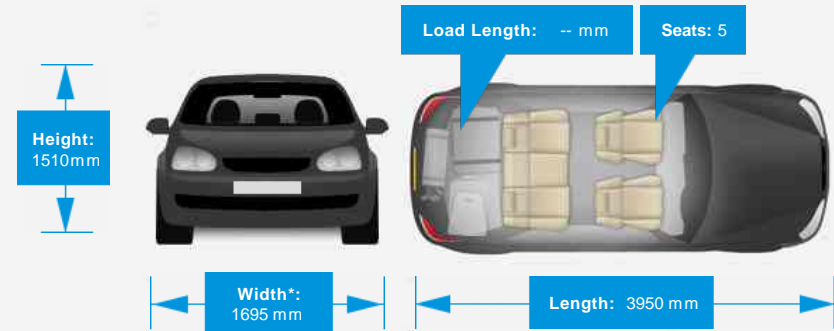 Load Length: -- mm
Seats: 5
Height:
1510mm
Width*:
1695 mm
Length: 3950 mm